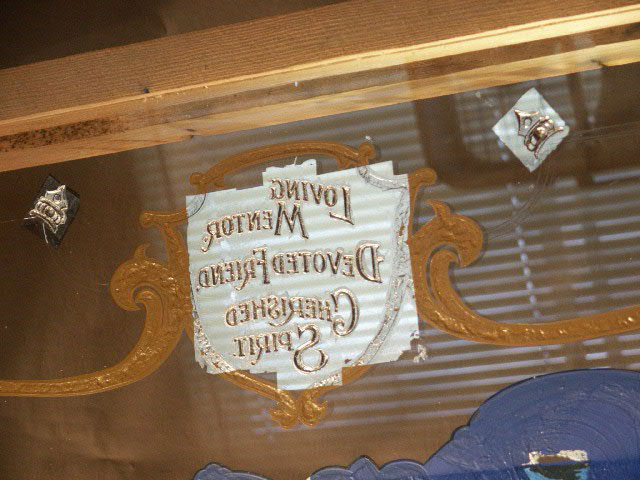 Loving
Mentor,
Devoted Friend,
Cherished
Spirit